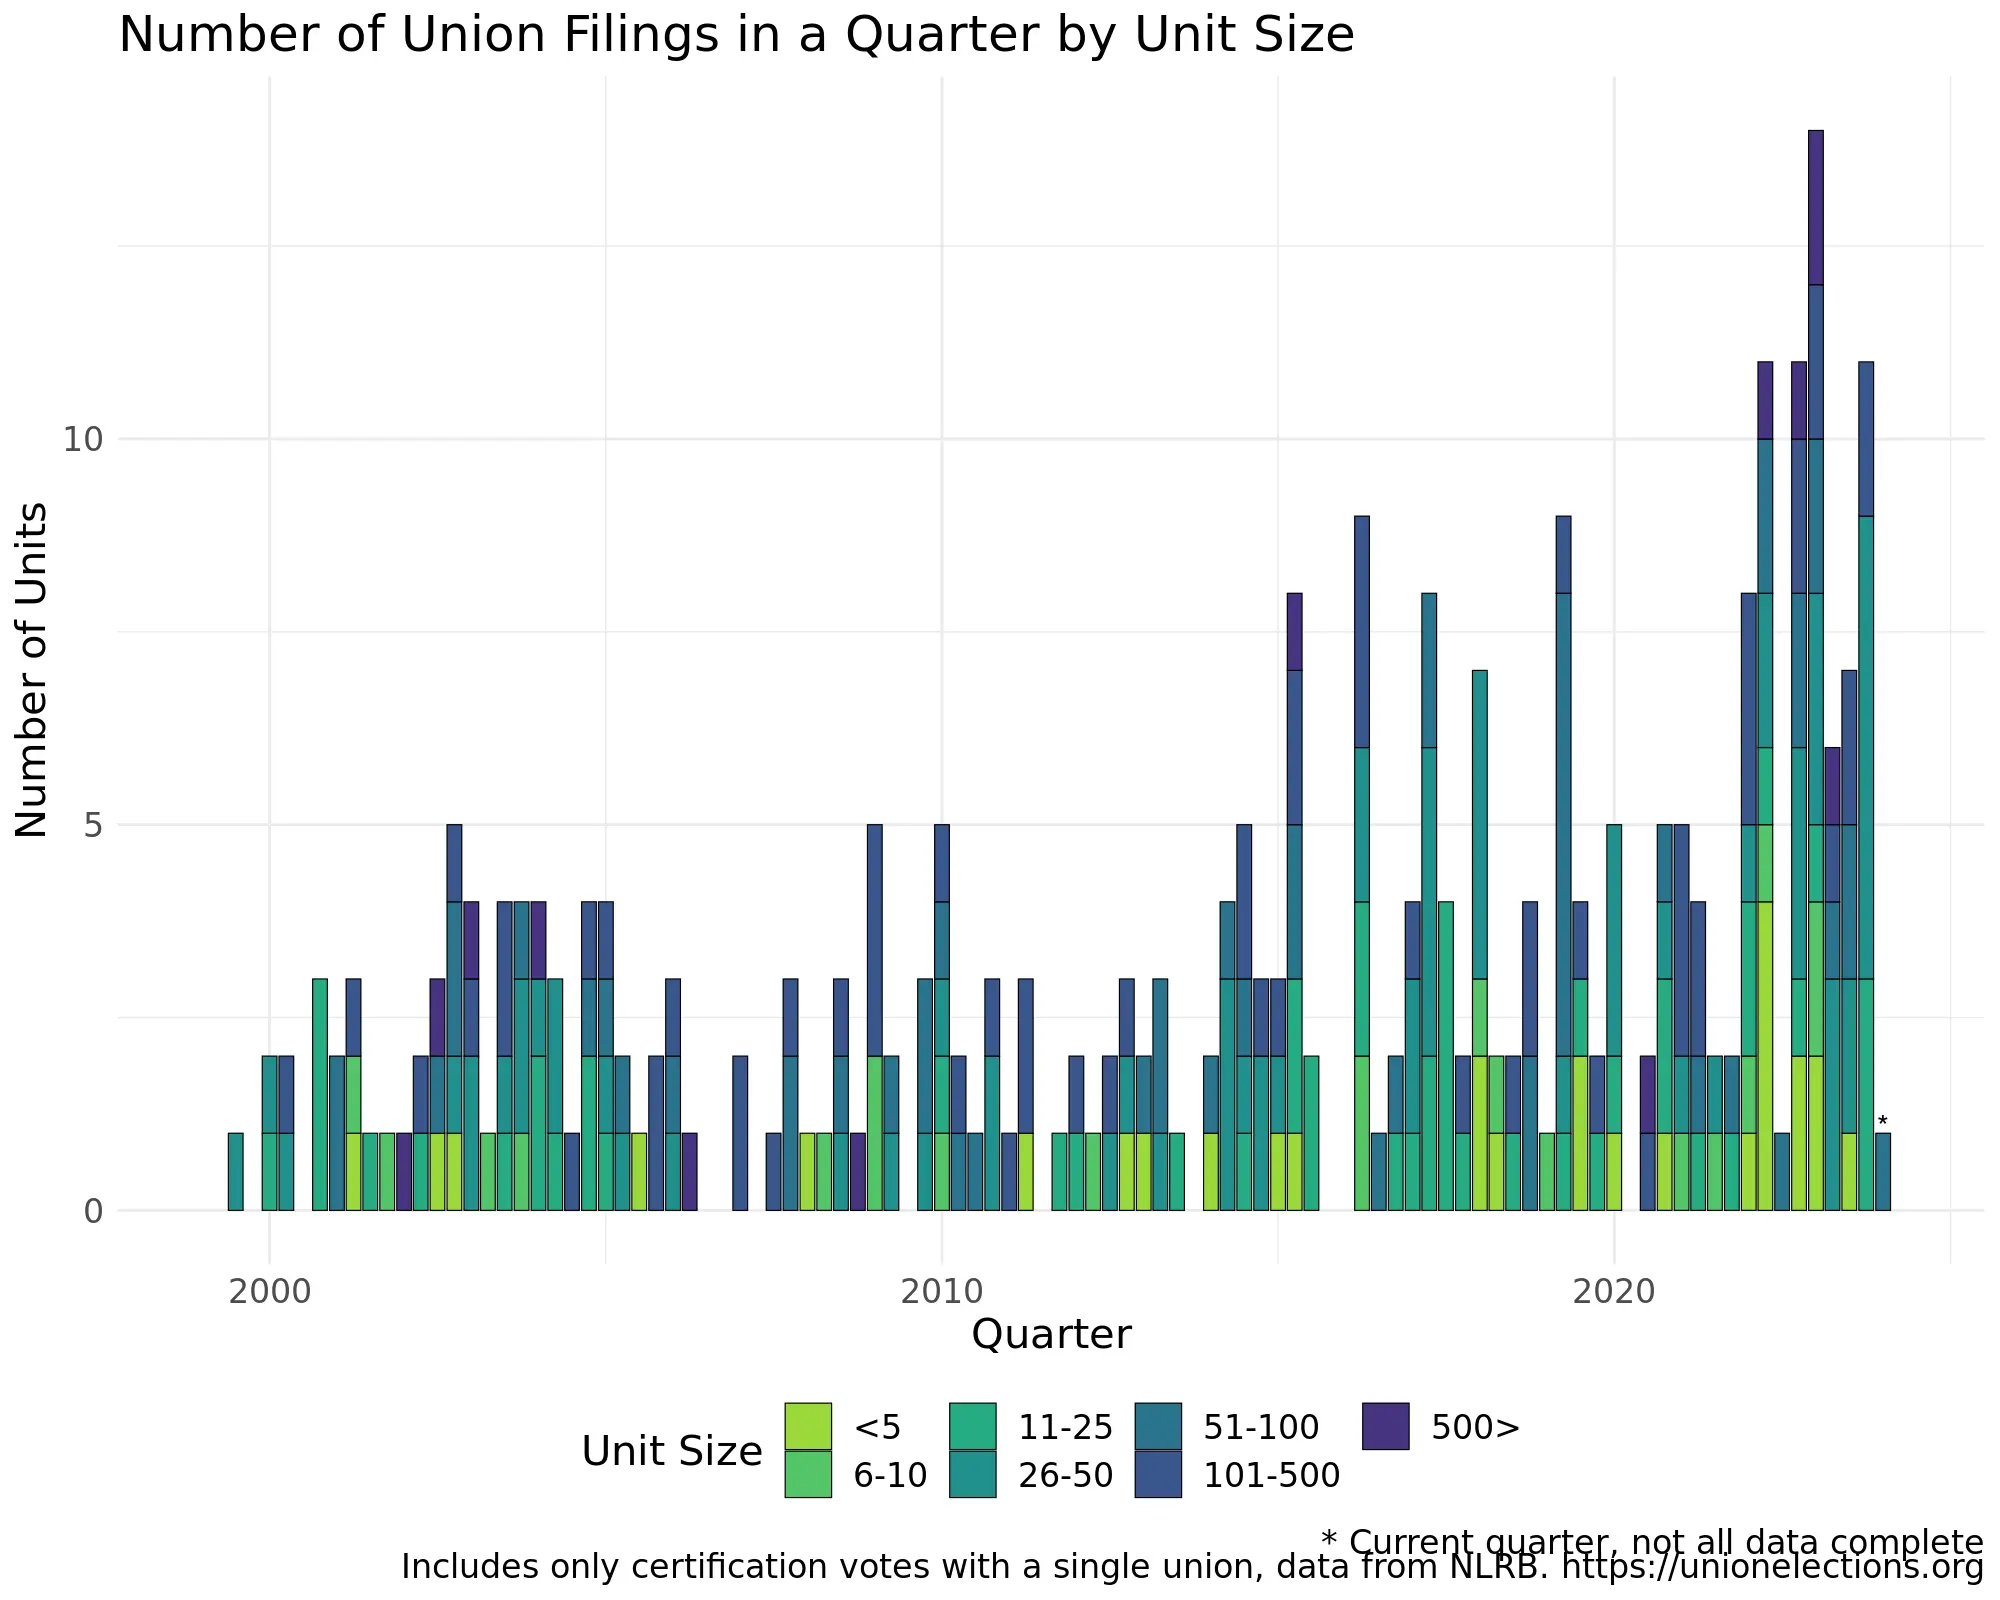 Number of Union Filings in a Quarter by Unit Size
Number of Units
10
5
0
*
2000 2010 2020
Quarter
Unit Size
<5 11-25 51-100 500>
6-10 26-50 101-500
* Current quarter, not all data complete
Includes only certification votes with a single union, data from NLRB. https://unionelections.org